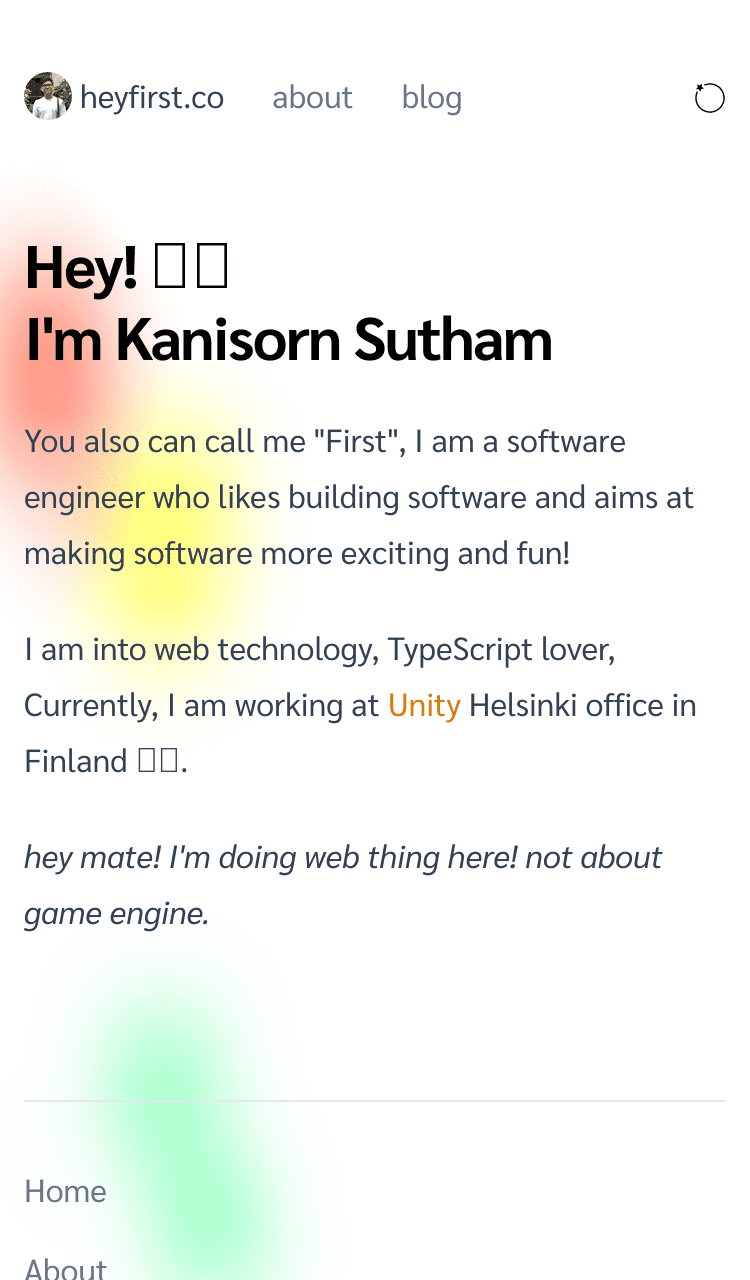 heyfirst.co about blog
Hey! 
I'm Kanisorn Sutham
You also can call me "First", I am a software
engineer who likes building software and aims at
making software more exciting and fun!
I am into web technology, TypeScript lover,
Currently, I am working at Unity Helsinki office in
Finland .
hey mate! I'm doing web thing here! not about
game engine.
Home
About